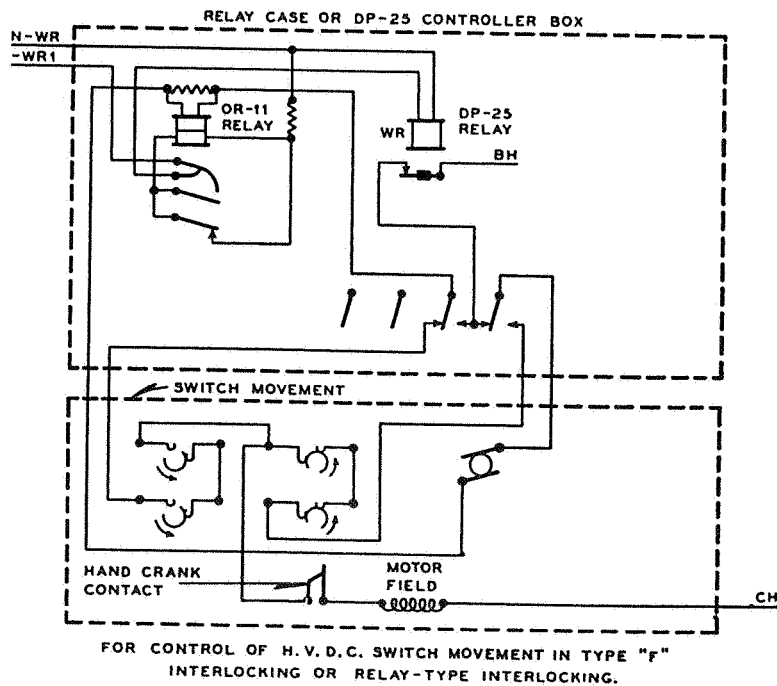 RELAY CASE OR DP-25 CONTROLLER BOX
N-WR
-WR1
OR-11
RELAY
WR
DP-25
RELAY
BH
SWITCH MOVEMENT
HAND CRANK
CONTACT
MOTOR
FIELD
CH
FOR CONTROL OF H.V.D.C. SWITCH MOVEMENT IN TYPE "F"
INTERLOCKING OR RELAY-TYPE INTERLOCKING.